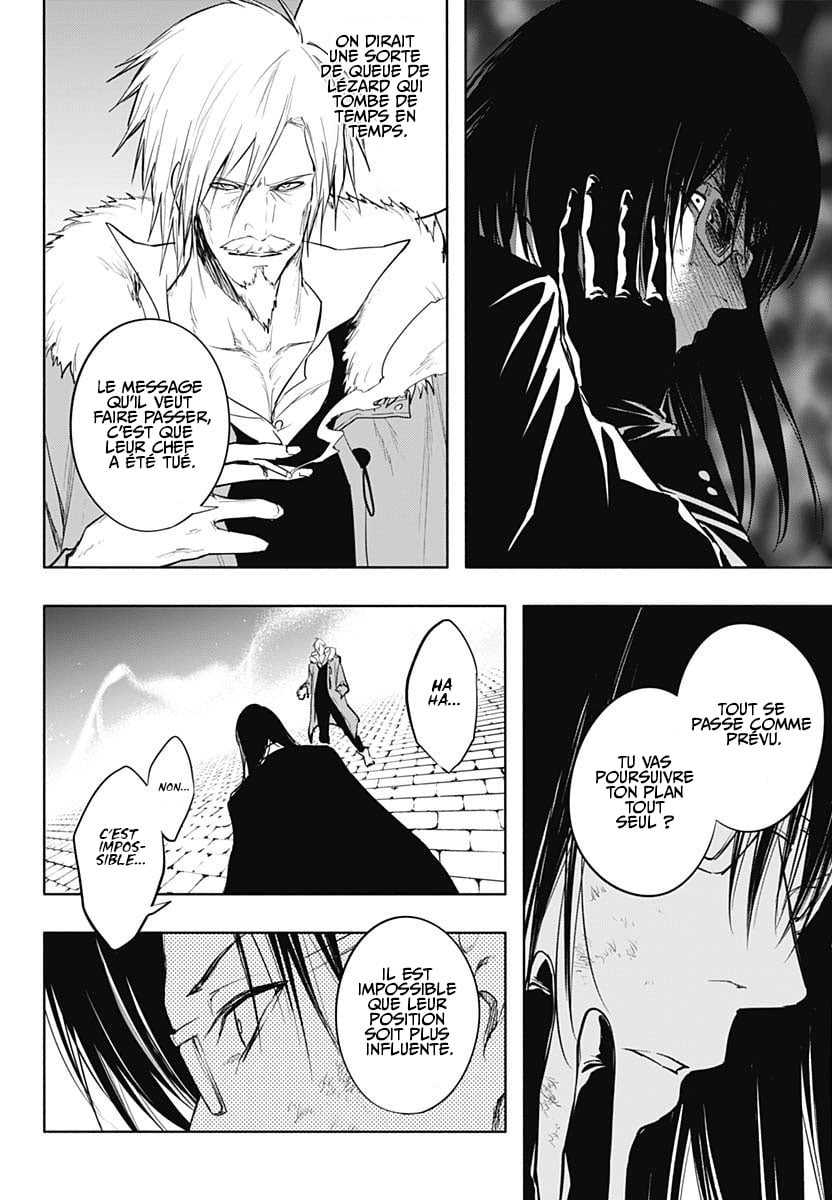 ON DIRAIT
UNE SORTE
DE QUEUE DE
LÉZARD QUI
TOMBE DE
TEMPS EN
TEMPS.
LE MESSAGE
QU'IL VEUT
FAIRE PASSER,
C'EST QUE
LEUR CHEF
A ÉTÉ TUÉ.
TOUT SE
PASSE COMME
PRÉVU.
TU VAS
POURSUIVRE
TON PLAN
TOUT
SEUL ?
HA
HA...
NON...
C'EST
IMPOS-
SIBLE...
IL EST
IMPOSSIBLE
QUE LEUR
POSITION
SOIT PLUS
INFLUENTE.